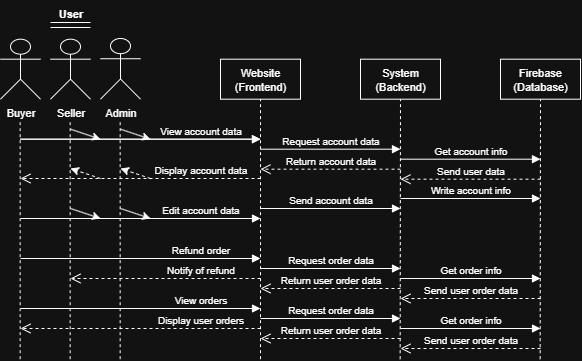 User
Buyer
Seller
Admin
Website
(Frontend)
System
(Backend)
Firebase
(Database)
View account data
Request account data
Get account info
Return account data
Display account data
Send user data
Write account info
Send account data
Edit account data
Refund order
Request order data
Notify of refund
Get order info
Return user order data
Send user order data
View orders
Request order data
Display user orders
Get order info
Return user order data
Send user order data